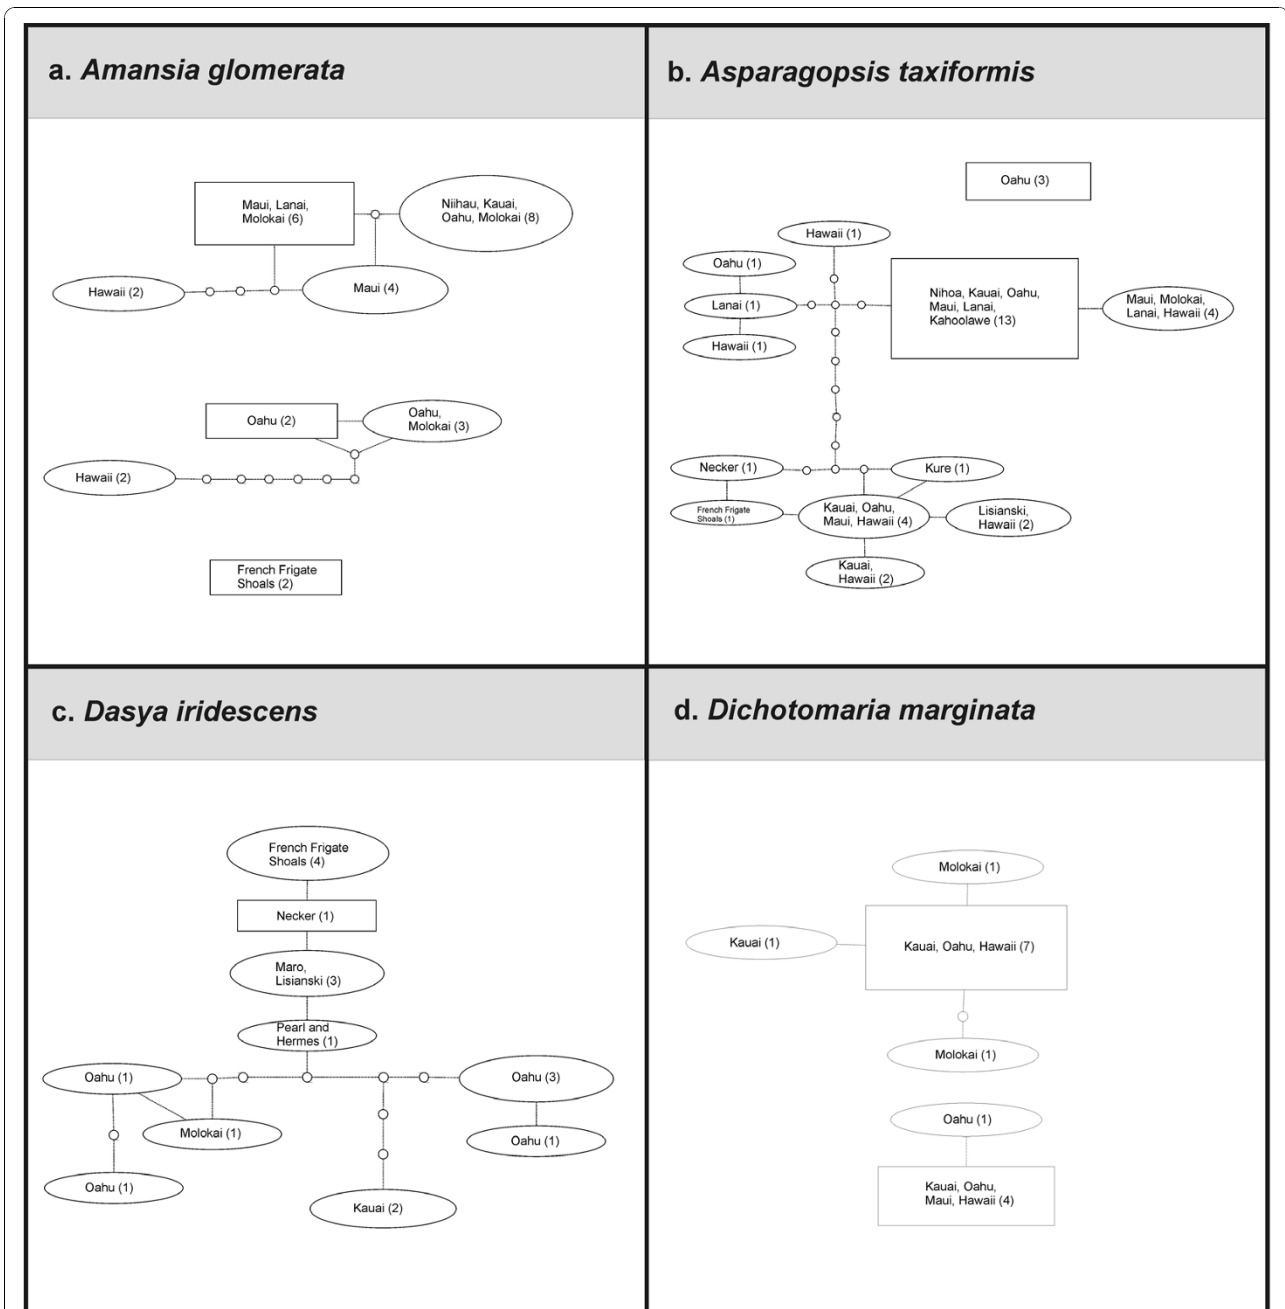 a. Amansia glomerata
Maui, Lanai,
Molokai (6)
Niihau, Kauai,
Oahu, Molokai (8)
Hawaii (2)
Maui (4)
Oahu (2)
Oahu,
Molokai (3)
Hawaii (2)
French Frigate
Shoals (2)
b. Asparagopsis taxiformis
Oahu (3)
Hawaii (1)
Oahu (1)
Lanai (1)
Hawaii (1)
Nihoa, Kauai, Oahu,
Maui, Lanai,
Kahoolawe (13)
Maui, Molokai,
Lanai, Hawaii (4)
Necker (1)
Kure (1)
French Frigate
Shoals (1)
Kauai, Oahu,
Maui, Hawaii (4)
Lisianski,
Hawaii (2)
Kauai,
Hawaii (2)
c. Dasya iridescens
French Frigate
Shoals (4)
Necker (1)
Maro,
Lisianski (3)
Pearl and
Hermes (1)
Oahu (1)
Oahu (3)
Molokai (1)
Oahu (1)
Oahu (1)
Kauai (2)
d. Dichotomaria marginata
Molokai (1)
Kauai (1)
Kauai, Oahu, Hawaii (7)
Molokai (1)
Oahu (1)
Kauai, Oahu,
Maui, Hawaii (4)